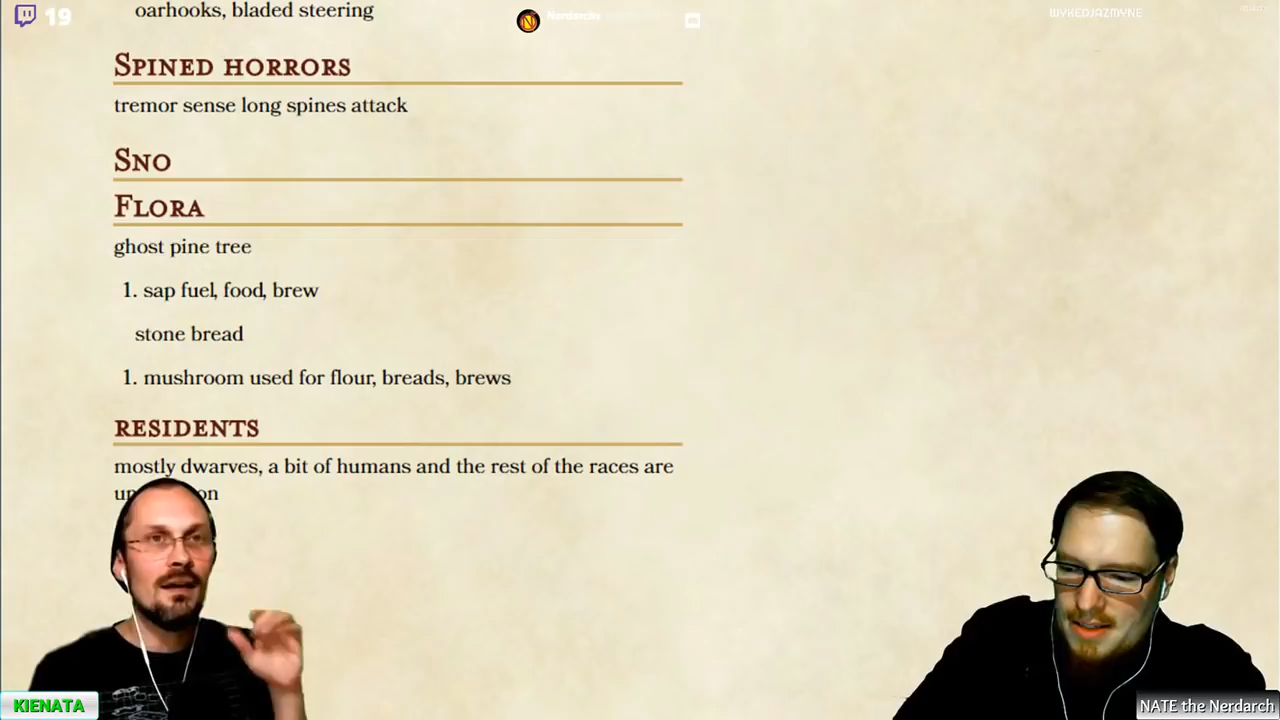 oarhooks, bladed steering
19
Nerdarchy
WYKEDJAZMYNE
SPINED HORRORS
tremor sense long spines attack
SNO
FLORA
ghost pine tree
1. sap fuel, food, brew
stone bread
1. mushroom used for flour, breads, brews
RESIDENTS
mostly dwarves, a bit of humans and the rest of the races are
KIENATA
NATE the Nerdarch